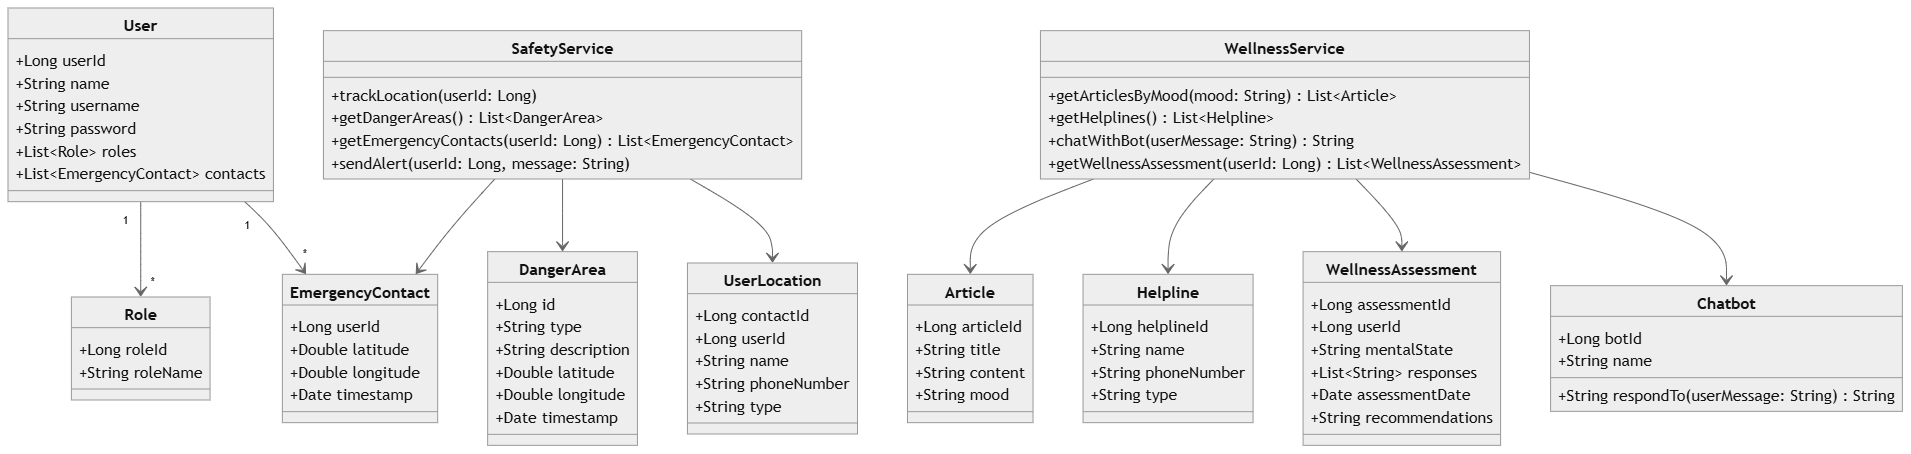 User
+Long userId
+String name
+String username
+String password
+List<Role> roles
+List<EmergencyContact> contacts
SafetyService
+trackLocation(userId: Long)
+getDangerAreas() : List<DangerArea>
+getEmergencyContacts(userId: Long) : List<EmergencyContact>
+sendAlert(userId: Long, message: String)
WellnessService
+getArticlesByMood(mood: String) : List<Article>
+getHelplines() : List<Helpline>
+chatWithBot(userMessage: String) : String
+getWellnessAssessment(userId: Long) : List<WellnessAssessment>
1
*
1
*
Role
+Long roleId
+String roleName
EmergencyContact
+Long userId
+Double latitude
+Double longitude
+Date timestamp
DangerArea
+Long id
+String type
+String description
+Double latitude
+Double longitude
+Date timestamp
UserLocation
+Long contactId
+Long userId
+String name
+String phoneNumber
+String type
Article
+Long articleId
+String title
+String content
+String mood
Helpline
+Long helplineId
+String name
+String phoneNumber
+String type
WellnessAssessment
+Long assessmentId
+Long userId
+String mentalState
+List<String> responses
+Date assessmentDate
+String recommendations
Chatbot
+Long botId
+String name
+String respondTo(userMessage: String) : String